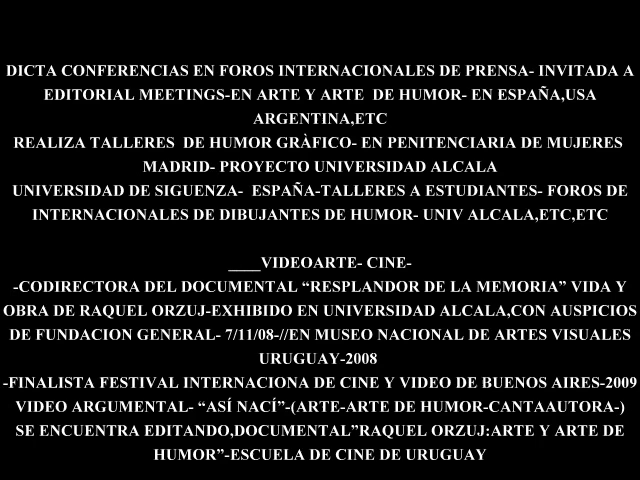 DICTA CONFERENCIAS EN FOROS INTERNACIONALES DE PRENSA- INVITADA A
EDITORIAL MEETINGS-EN ARTE Y ARTE  DE HUMOR- EN ESPAÑA,USA
ARGENTINA,ETC
REALIZA TALLERES  DE HUMOR GRÀFICO- EN PENITENCIARIA DE MUJERES
MADRID- PROYECTO UNIVERSIDAD ALCALA
UNIVERSIDAD DE SIGUENZA-  ESPAÑA-TALLERES A ESTUDIANTES- FOROS DE
INTERNACIONALES DE DIBUJANTES DE HUMOR- UNIV ALCALA,ETC,ETC
____VIDEOARTE- CINE-
-CODIRECTORA DEL DOCUMENTAL “RESPLANDOR DE LA MEMORIA” VIDA Y
OBRA DE RAQUEL ORZUJ-EXHIBIDO EN UNIVERSIDAD ALCALA,CON AUSPICIOS
DE FUNDACION GENERAL- 7/11/08-//EN MUSEO NACIONAL DE ARTES VISUALES
URUGUAY-2008
-FINALISTA FESTIVAL INTERNACIONA DE CINE Y VIDEO DE BUENOS AIRES-2009
VIDEO ARGUMENTAL- “ASÍ NACÍ”-(ARTE-ARTE DE HUMOR-CANTAAUTORA-)
SE ENCUENTRA EDITANDO,DOCUMENTAL”RAQUEL ORZUJ:ARTE Y ARTE DE
HUMOR”-ESCUELA DE CINE DE URUGUAY